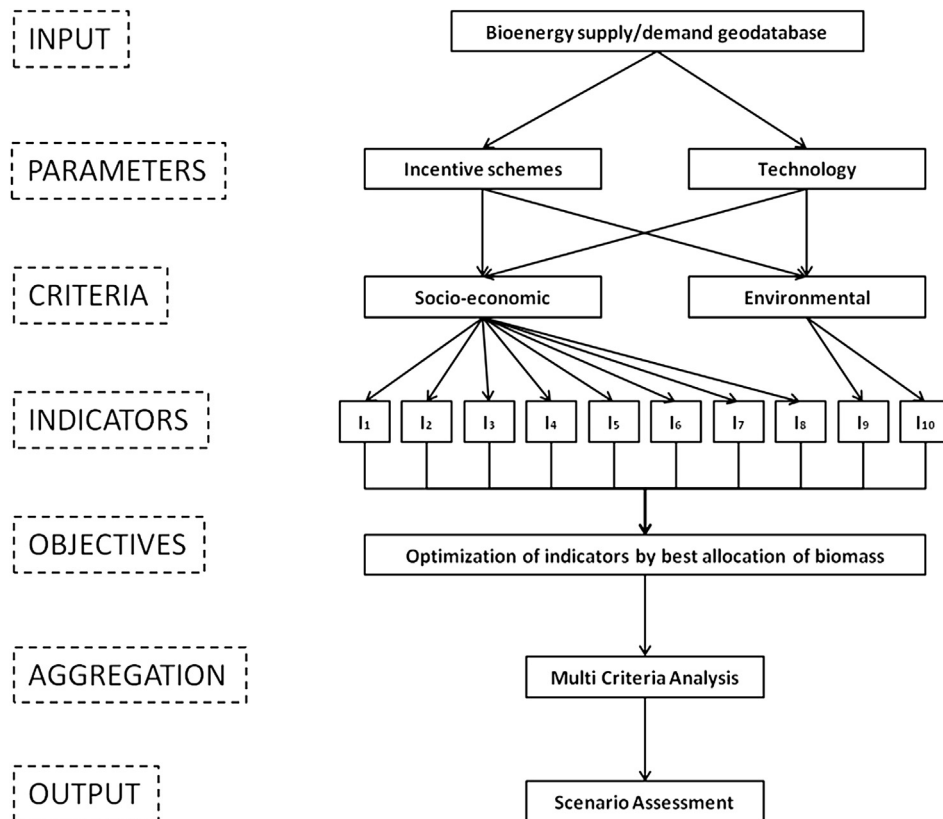 INPUT
Bioenergy supply/demand geodatabase
PARAMETERS
Incentive schemes
Technology
CRITERIA
Socio-economic
Environmental
INDICATORS
I₁
I₂
I₃
I₄
I₅
I₆
I₇
I₈
I₉
I₁₀
OBJECTIVES
Optimization of indicators by best allocation of biomass
AGGREGATION
Multi Criteria Analysis
OUTPUT
Scenario Assessment